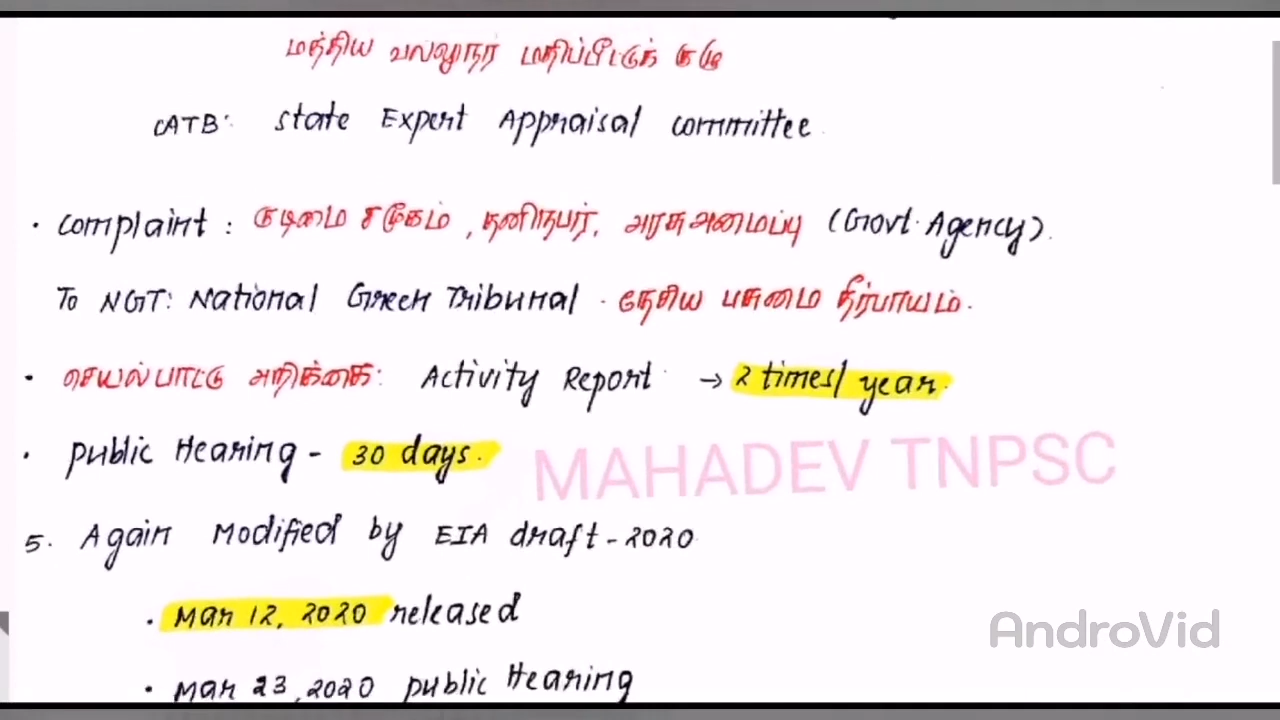 மத்திய வல்லுநர் மதிப்பீட்டுக் குழு
CATB: State Expert Appraisal committee
• Complaint : குடிமை சமூகம், தனிநபர், அரசு அமைப்பு (Govt. Agency).
To NGT: National Green Tribunal - தேசிய பசுமை தீர்பாயம்.
• செயல்பாட்டு அறிக்கை: Activity Report → 2 times/ year.
• Public Hearing - 30 days.
MAHADEV TNPSC
5. Again Modified by EIA draft - 2020
• Mar 12, 2020 released
AndroVid
• Mar 23, 2020 public Hearing